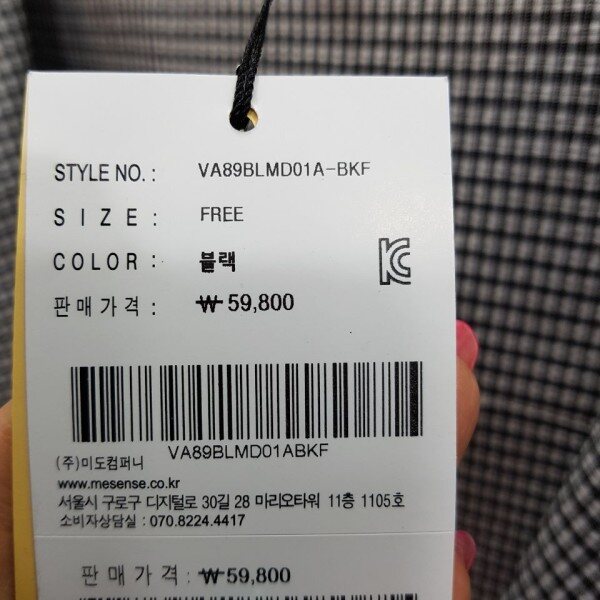 STYLE NO. : VA89BLMD01A-BKF
SIZE : FREE
COLOR : 블랙
판매가격 : ₩ 59,800
VA89BLMD01ABKF
(주)미도컴퍼니
www.mesense.co.kr
서울시 구로구 디지털로 30길 28 마리오타워 11층 1105호
소비자상담실 : 070.8224.4417
판매가격 : ₩ 59,800